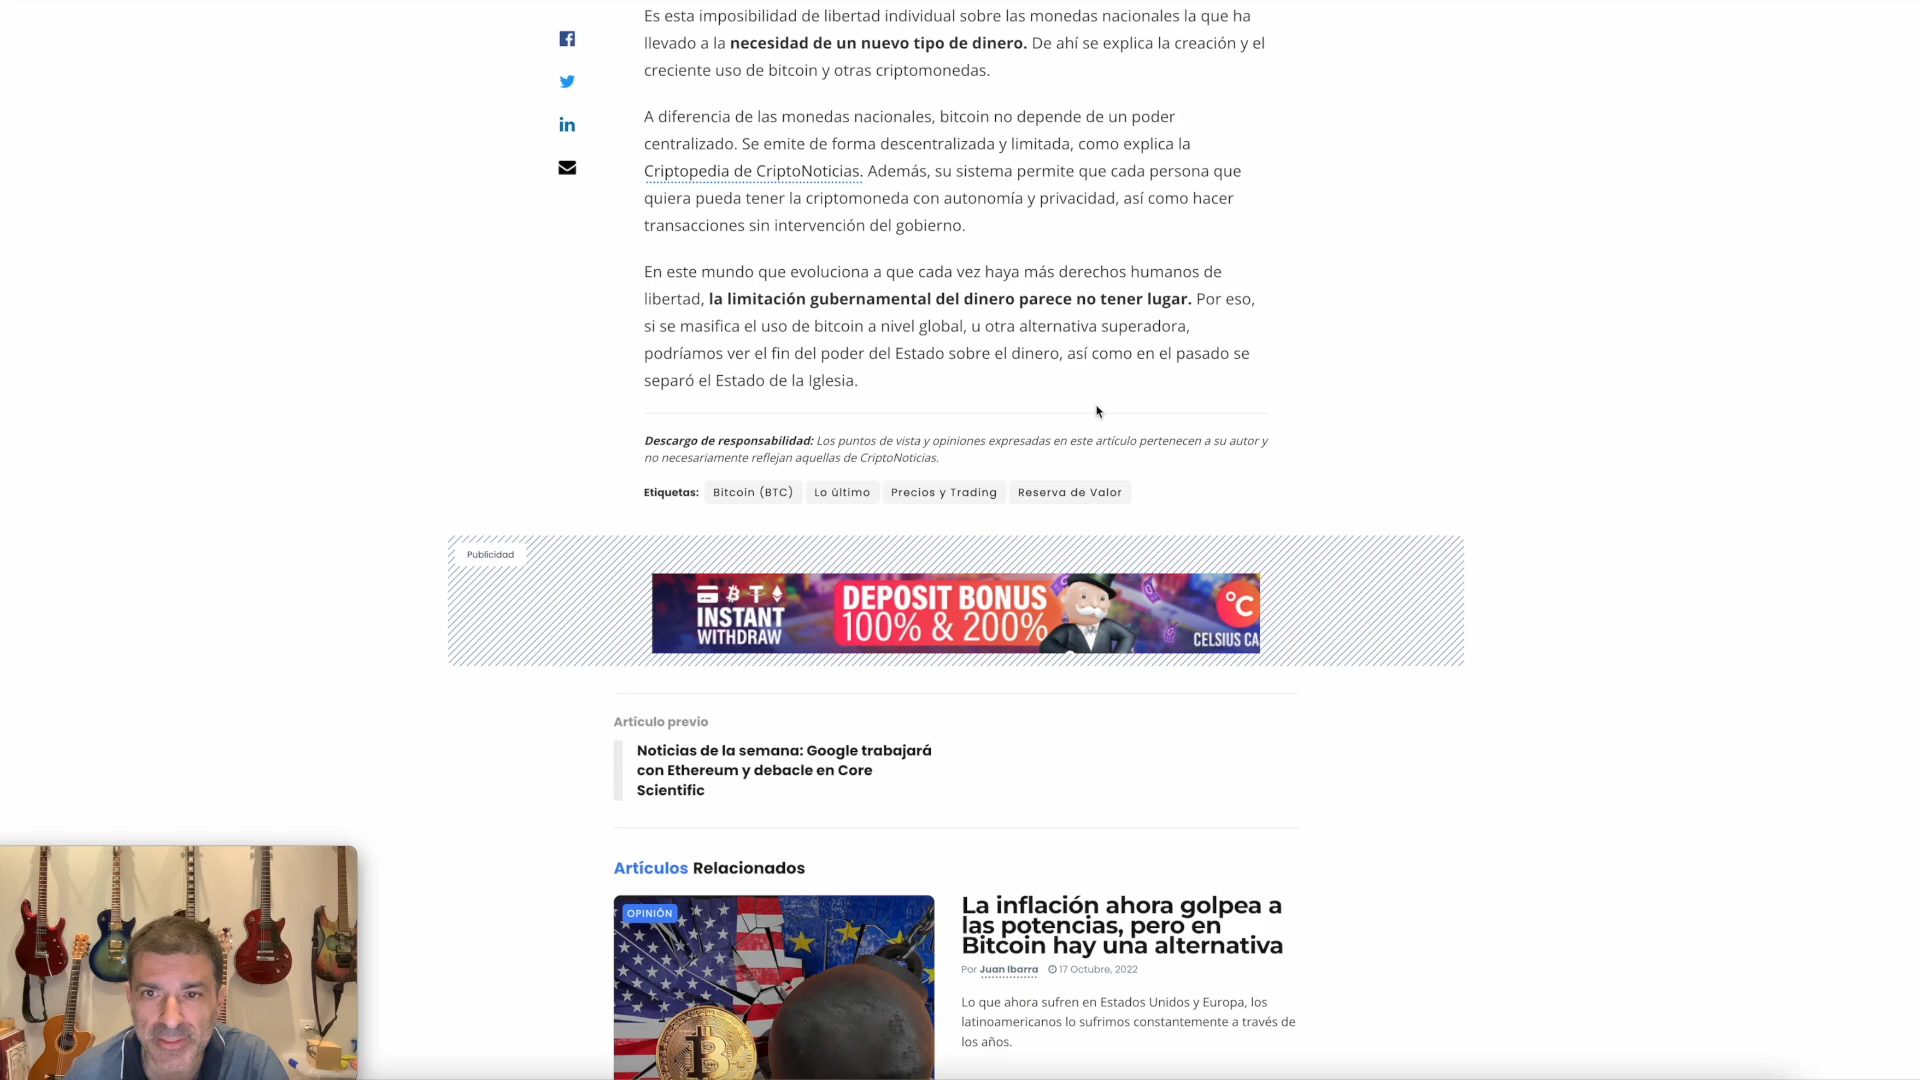 Es esta imposibilidad de libertad individual sobre las monedas nacionales la que ha
llevado a la necesidad de un nuevo tipo de dinero. De ahí se explica la creación y el
creciente uso de bitcoin y otras criptomonedas.
A diferencia de las monedas nacionales, bitcoin no depende de un poder
centralizado. Se emite de forma descentralizada y limitada, como explica la
Criptopedia de CriptoNoticias. Además, su sistema permite que cada persona que
quiera pueda tener la criptomoneda con autonomía y privacidad, así como hacer
transacciones sin intervención del gobierno.
En este mundo que evoluciona a que cada vez haya más derechos humanos de
libertad, la limitación gubernamental del dinero parece no tener lugar. Por eso,
si se masifica el uso de bitcoin a nivel global, u otra alternativa superadora,
podríamos ver el fin del poder del Estado sobre el dinero, así como en el pasado se
separó el Estado de la Iglesia.
Descargo de responsabilidad: Los puntos de vista y opiniones expresadas en este artículo pertenecen a su autor y
no necesariamente reflejan aquellas de CriptoNoticias.
Etiquetas: Bitcoin (BTC) Lo último Precios y Trading Reserva de Valor
Publicidad
INSTANT
WITHDRAW
DEPOSIT BONUS
100% & 200%
CELSIUS CA
Artículo previo
Noticias de la semana: Google trabajará
con Ethereum y debacle en Core
Scientific
Artículos Relacionados
OPINIÓN
La inflación ahora golpea a
las potencias, pero en
Bitcoin hay una alternativa
Por Juan Ibarra 17 Octubre, 2022
Lo que ahora sufren en Estados Unidos y Europa, los
latinoamericanos lo sufrimos constantemente a través de
los años.